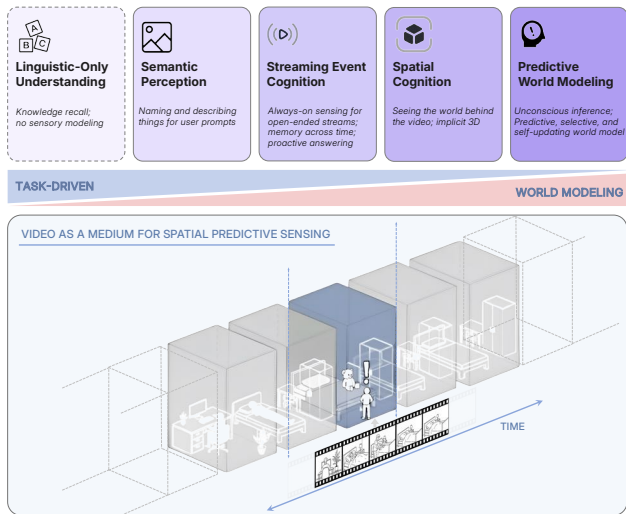 A
B
C
Linguistic-Only
Understanding
Knowledge recall;
no sensory modeling
Semantic
Perception
Naming and describing
things for user prompts
Streaming Event
Cognition
Always-on sensing for
open-ended streams;
memory across time;
proactive answering
Spatial
Cognition
Seeing the world behind
the video; implicit 3D
Predictive
World Modeling
Unconscious inference;
Predictive, selective, and
self-updating world model
TASK-DRIVEN
WORLD MODELING
VIDEO AS A MEDIUM FOR SPATIAL PREDICTIVE SENSING
!
TIME